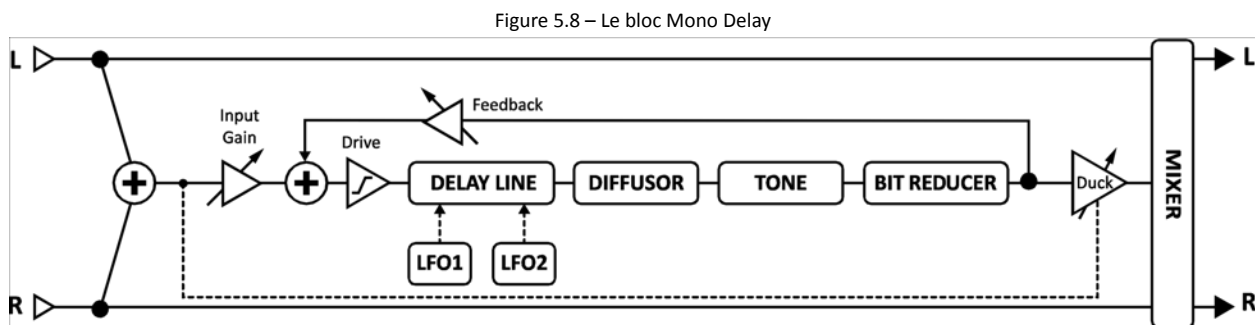 Figure 5.8 – Le bloc Mono Delay
L
L
Feedback
Input
Gain
Drive
+
+
DELAY LINE
DIFFUSOR
TONE
BIT REDUCER
Duck
MIXER
LFO1
LFO2
R
R